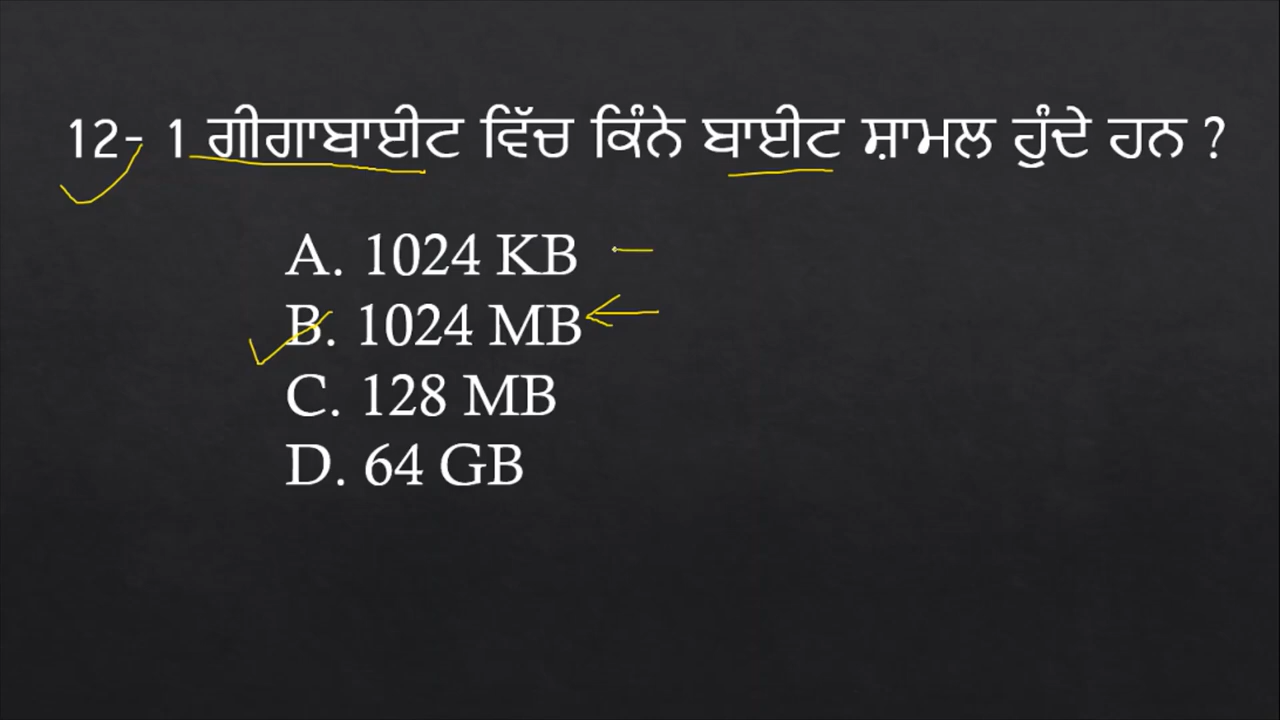 12- 1 ਗੀਗਾਬਾਈਟ ਵਿੱਚ ਕਿੰਨੇ ਬਾਈਟ ਸ਼ਾਮਲ ਹੁੰਦੇ ਹਨ ?
A. 1024 KB
B. 1024 MB
C. 128 MB
D. 64 GB